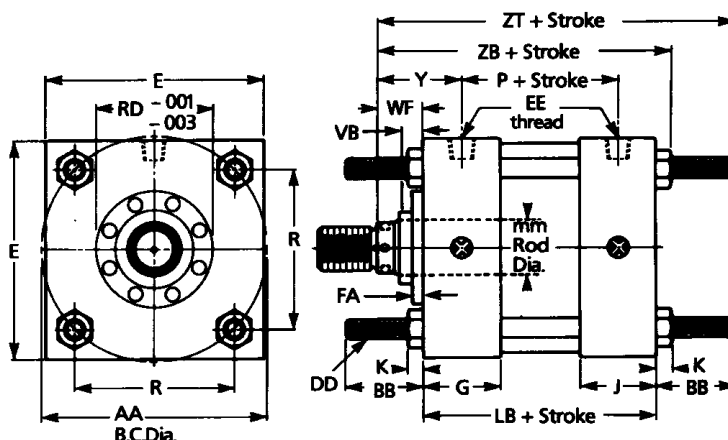 ZT + Stroke
ZB + Stroke
E
Y
P + Stroke
RD - 001
- 003
WF
EE
thread
VB
E
R
mm
Rod
Dia.
FA
R
DD
K
BB
G
J
K
BB
AA
B.C.Dia.
LB + Stroke